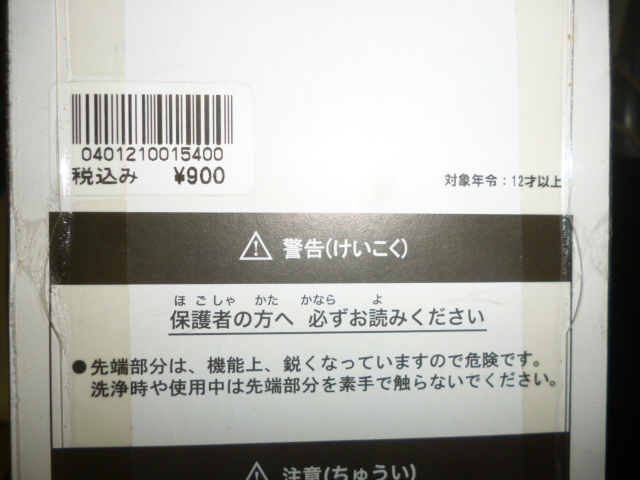 0401210015400
税込み ¥900
対象年令：12才以上
⚠ 警告(けいこく)
ほごしゃ かた かなら よ
保護者の方へ 必ずお読みください
●先端部分は、機能上、鋭くなっていますので危険です。
洗浄時や使用中は先端部分を素手で触らないでください。
⚠ 注意(ちゅうい)